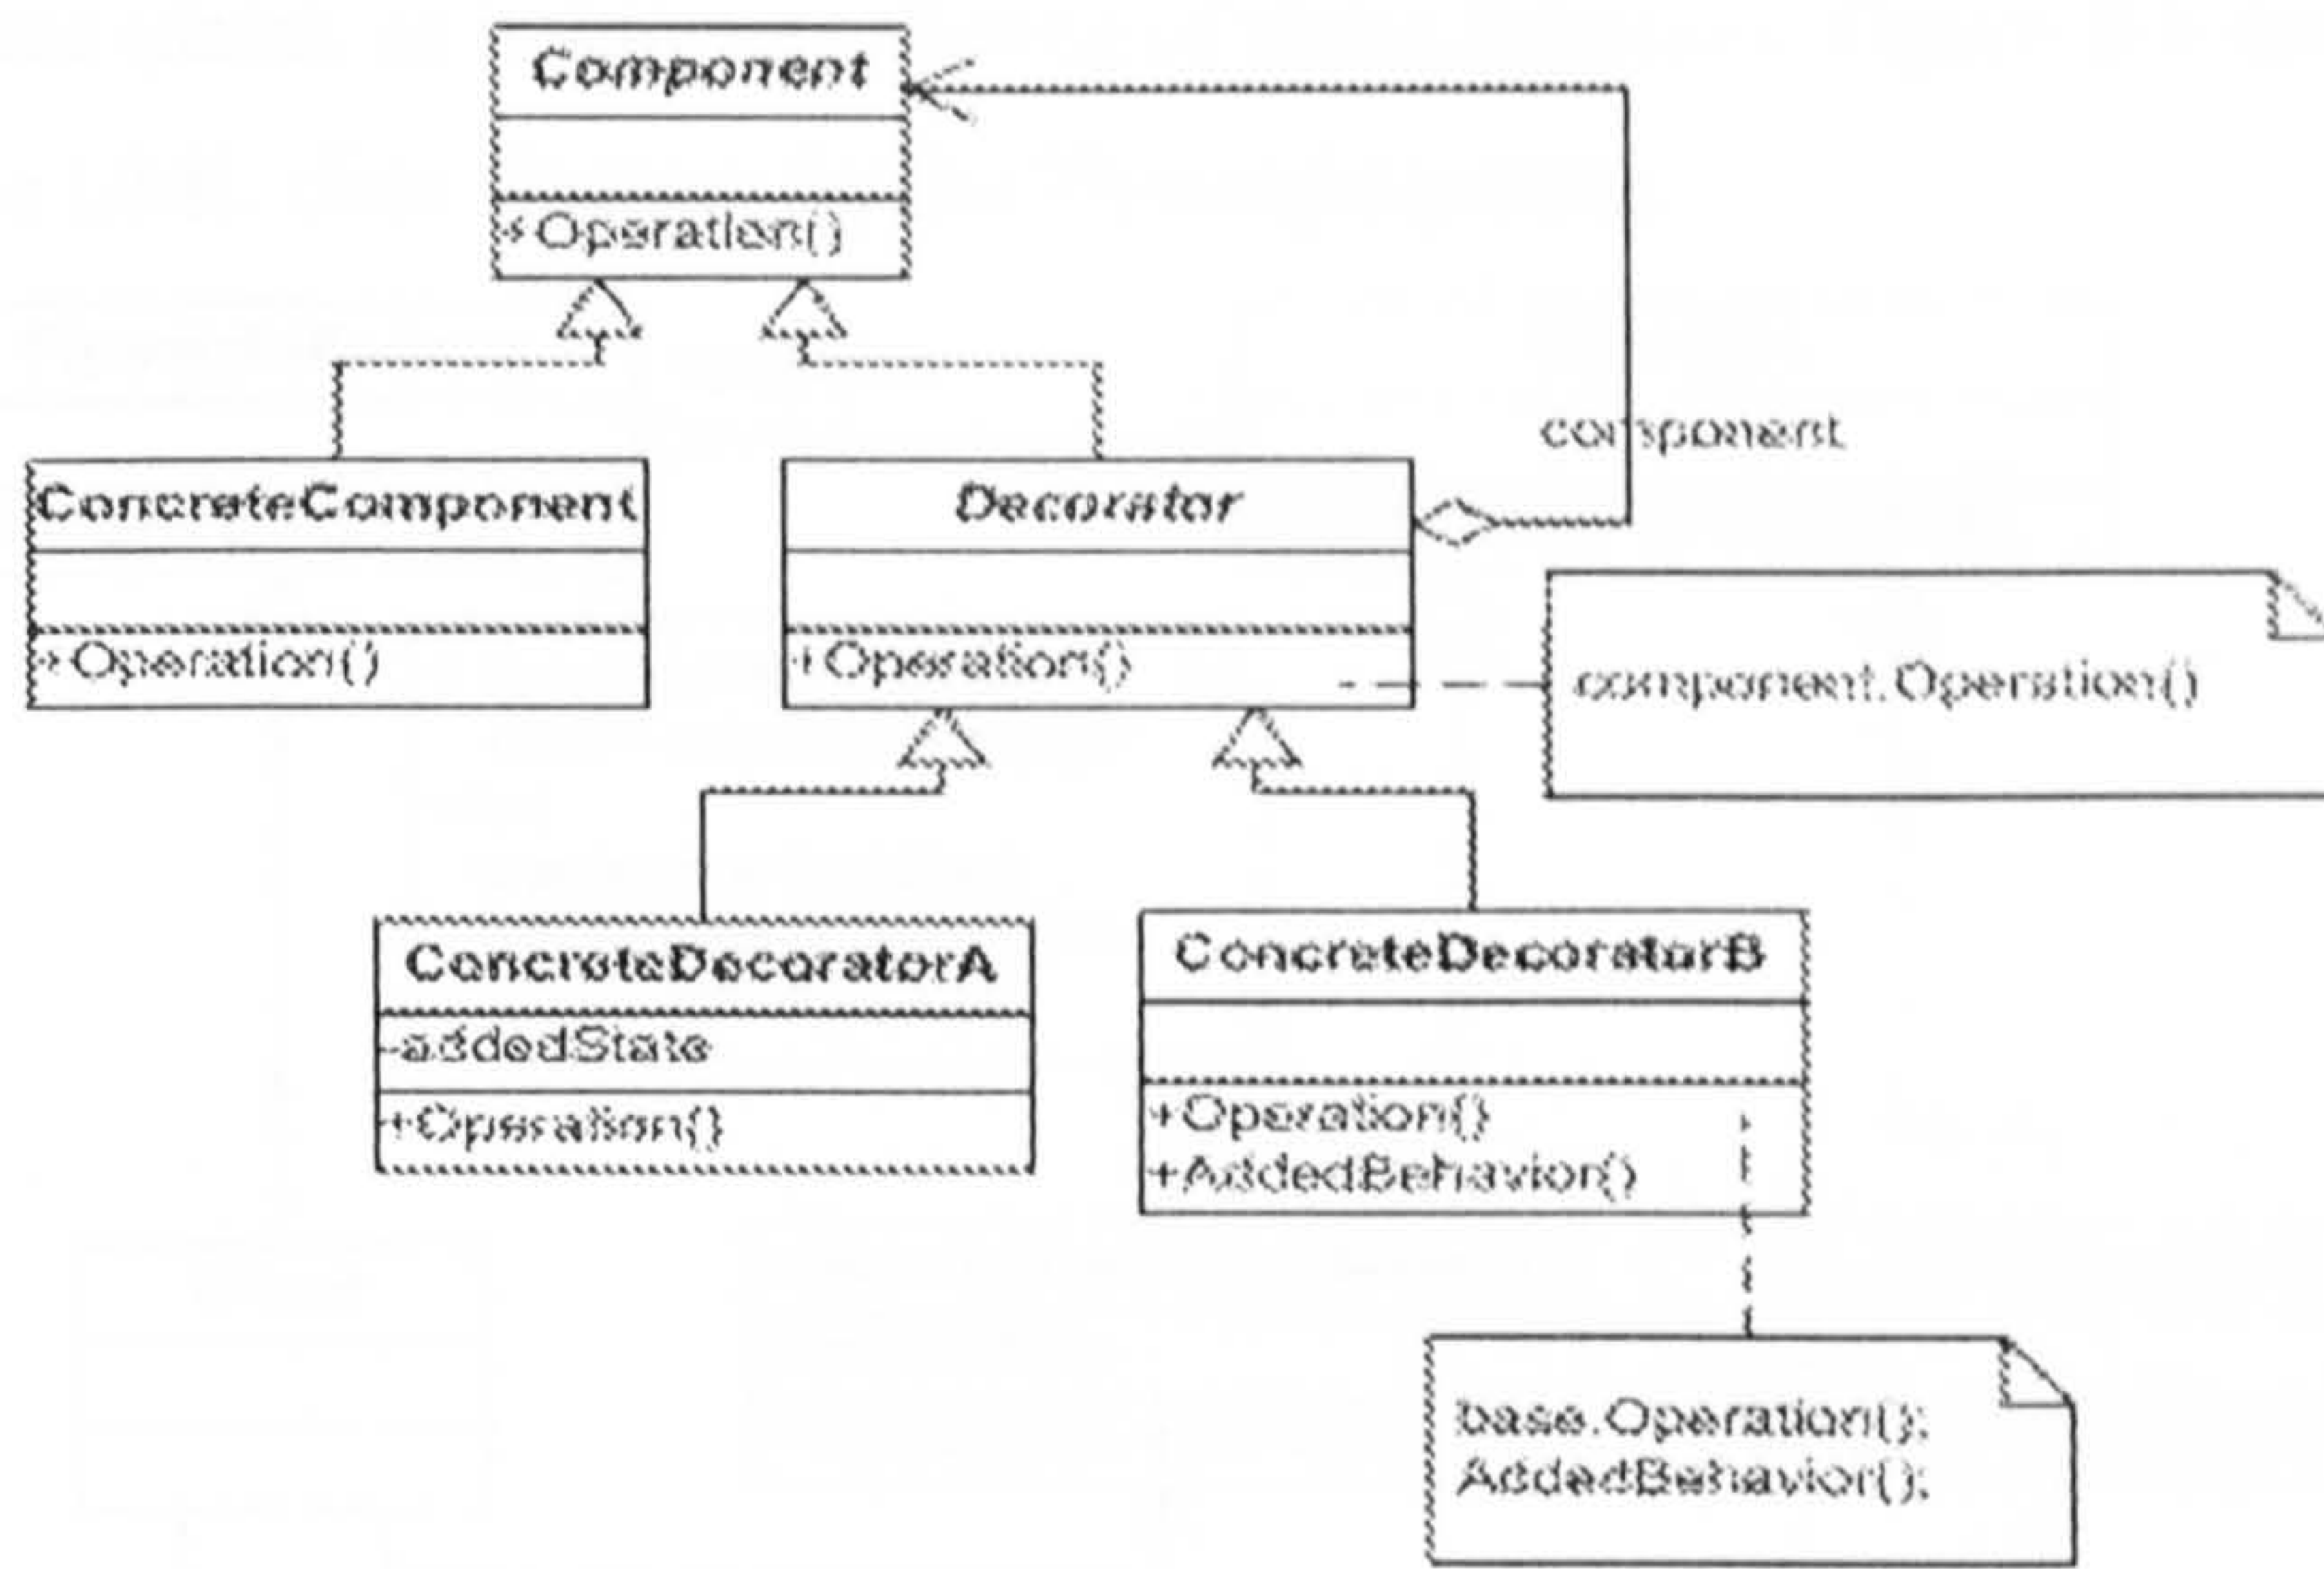 Component
+Operation()
component
ConcreteComponent
+Operation()
Decorator
+Operation()
component.Operation()
ConcreteDecoratorA
-addedState
+Operation()
ConcreteDecoratorB
+Operation()
+AddedBehavior()
base.Operation();
AddedBehavior();